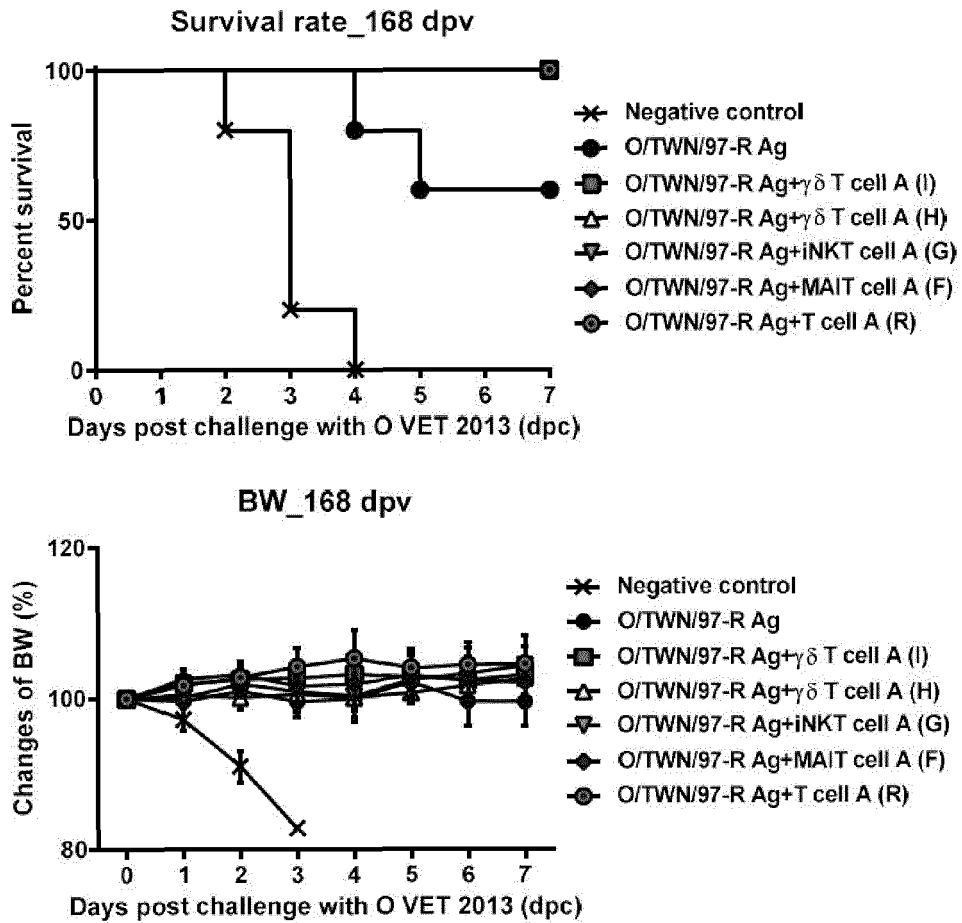 Survival rate_168 dpv
Percent survival
100
50
0
0 1 2 3 4 5 6 7
Days post challenge with O VET 2013 (dpc)
Negative control
O/TWN/97-R Ag
O/TWN/97-R Ag+γδ T cell A (I)
O/TWN/97-R Ag+γδ T cell A (H)
O/TWN/97-R Ag+iNKT cell A (G)
O/TWN/97-R Ag+MAIT cell A (F)
O/TWN/97-R Ag+T cell A (R)
BW_168 dpv
Changes of BW (%)
120
100
80
0 1 2 3 4 5 6 7
Days post challenge with O VET 2013 (dpc)
Negative control
O/TWN/97-R Ag
O/TWN/97-R Ag+γδ T cell A (I)
O/TWN/97-R Ag+γδ T cell A (H)
O/TWN/97-R Ag+iNKT cell A (G)
O/TWN/97-R Ag+MAIT cell A (F)
O/TWN/97-R Ag+T cell A (R)